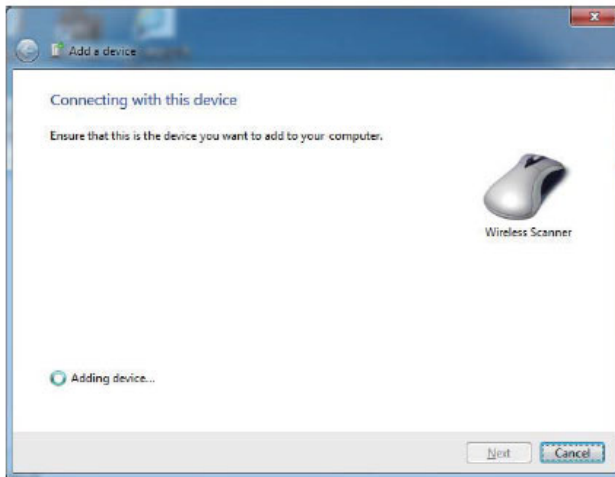 Add a device
Connecting with this device
Ensure that this is the device you want to add to your computer.
Wireless Scanner
Adding device...
Next
Cancel